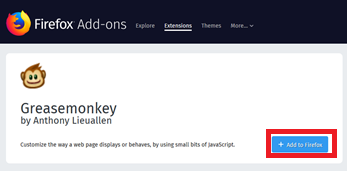 Firefox Add-ons Explore Extensions Themes More...
Greasemonkey
by Anthony Lieuallen
Customize the way a web page displays or behaves, by using small bits of JavaScript.
+ Add to Firefox